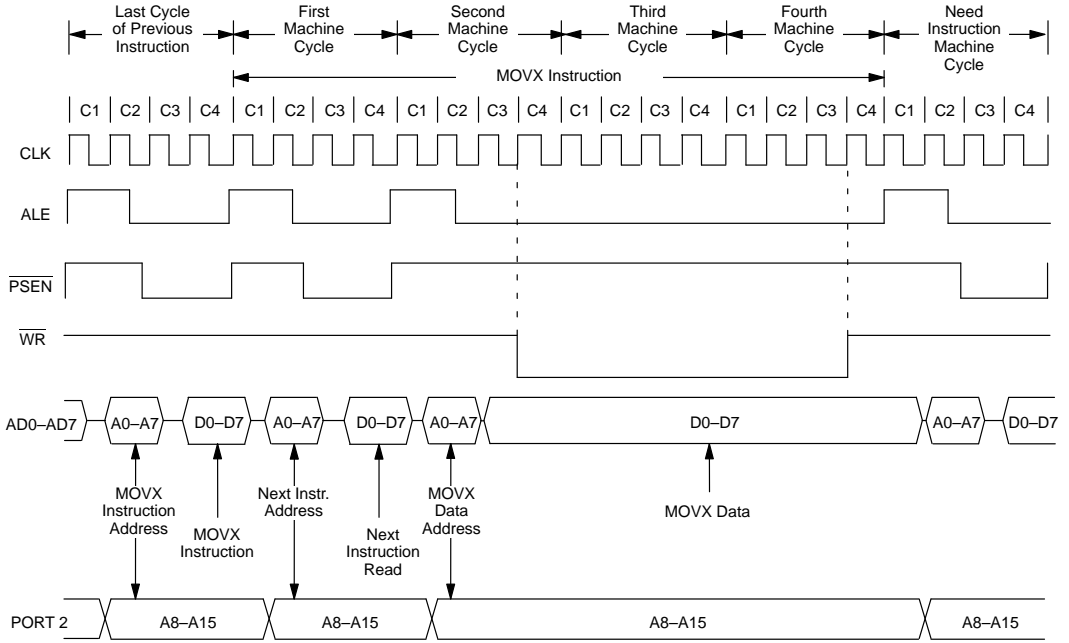 Last Cycle
of Previous
Instruction
First
Machine
Cycle
Second
Machine
Cycle
Third
Machine
Cycle
Fourth
Machine
Cycle
Need
Instruction
Machine
Cycle
MOVX Instruction
C1 C2 C3 C4 C1 C2 C3 C4 C1 C2 C3 C4 C1 C2 C3 C4 C1 C2 C3 C4 C1 C2 C3 C4
CLK
ALE
PSEN
WR
AD0–AD7 A0–A7 D0–D7 A0–A7 D0–D7 A0–A7 D0–D7 A0–A7 D0–D7
MOVX
Instruction
Address
MOVX
Instruction
Next Instr.
Address
Next
Instruction
Read
MOVX
Data
Address
MOVX Data
PORT 2 A8–A15 A8–A15 A8–A15 A8–A15